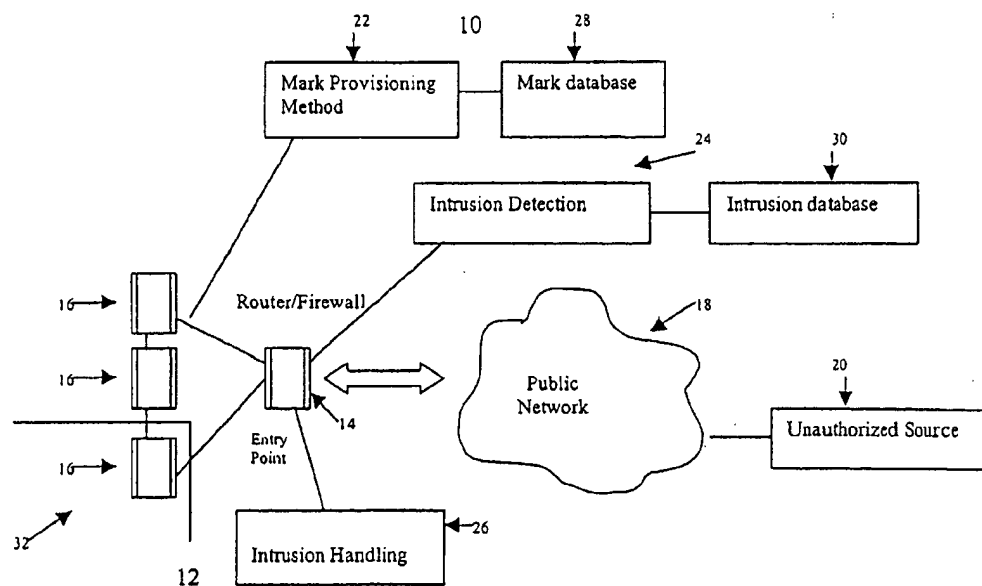 22
10
28
Mark Provisioning
Method
Mark database
24
30
Intrusion Detection
Intrusion database
16
Router/Firewall
18
16
Public
Network
20
14
Unauthorized Source
Entry
Point
16
26
32
Intrusion Handling
12